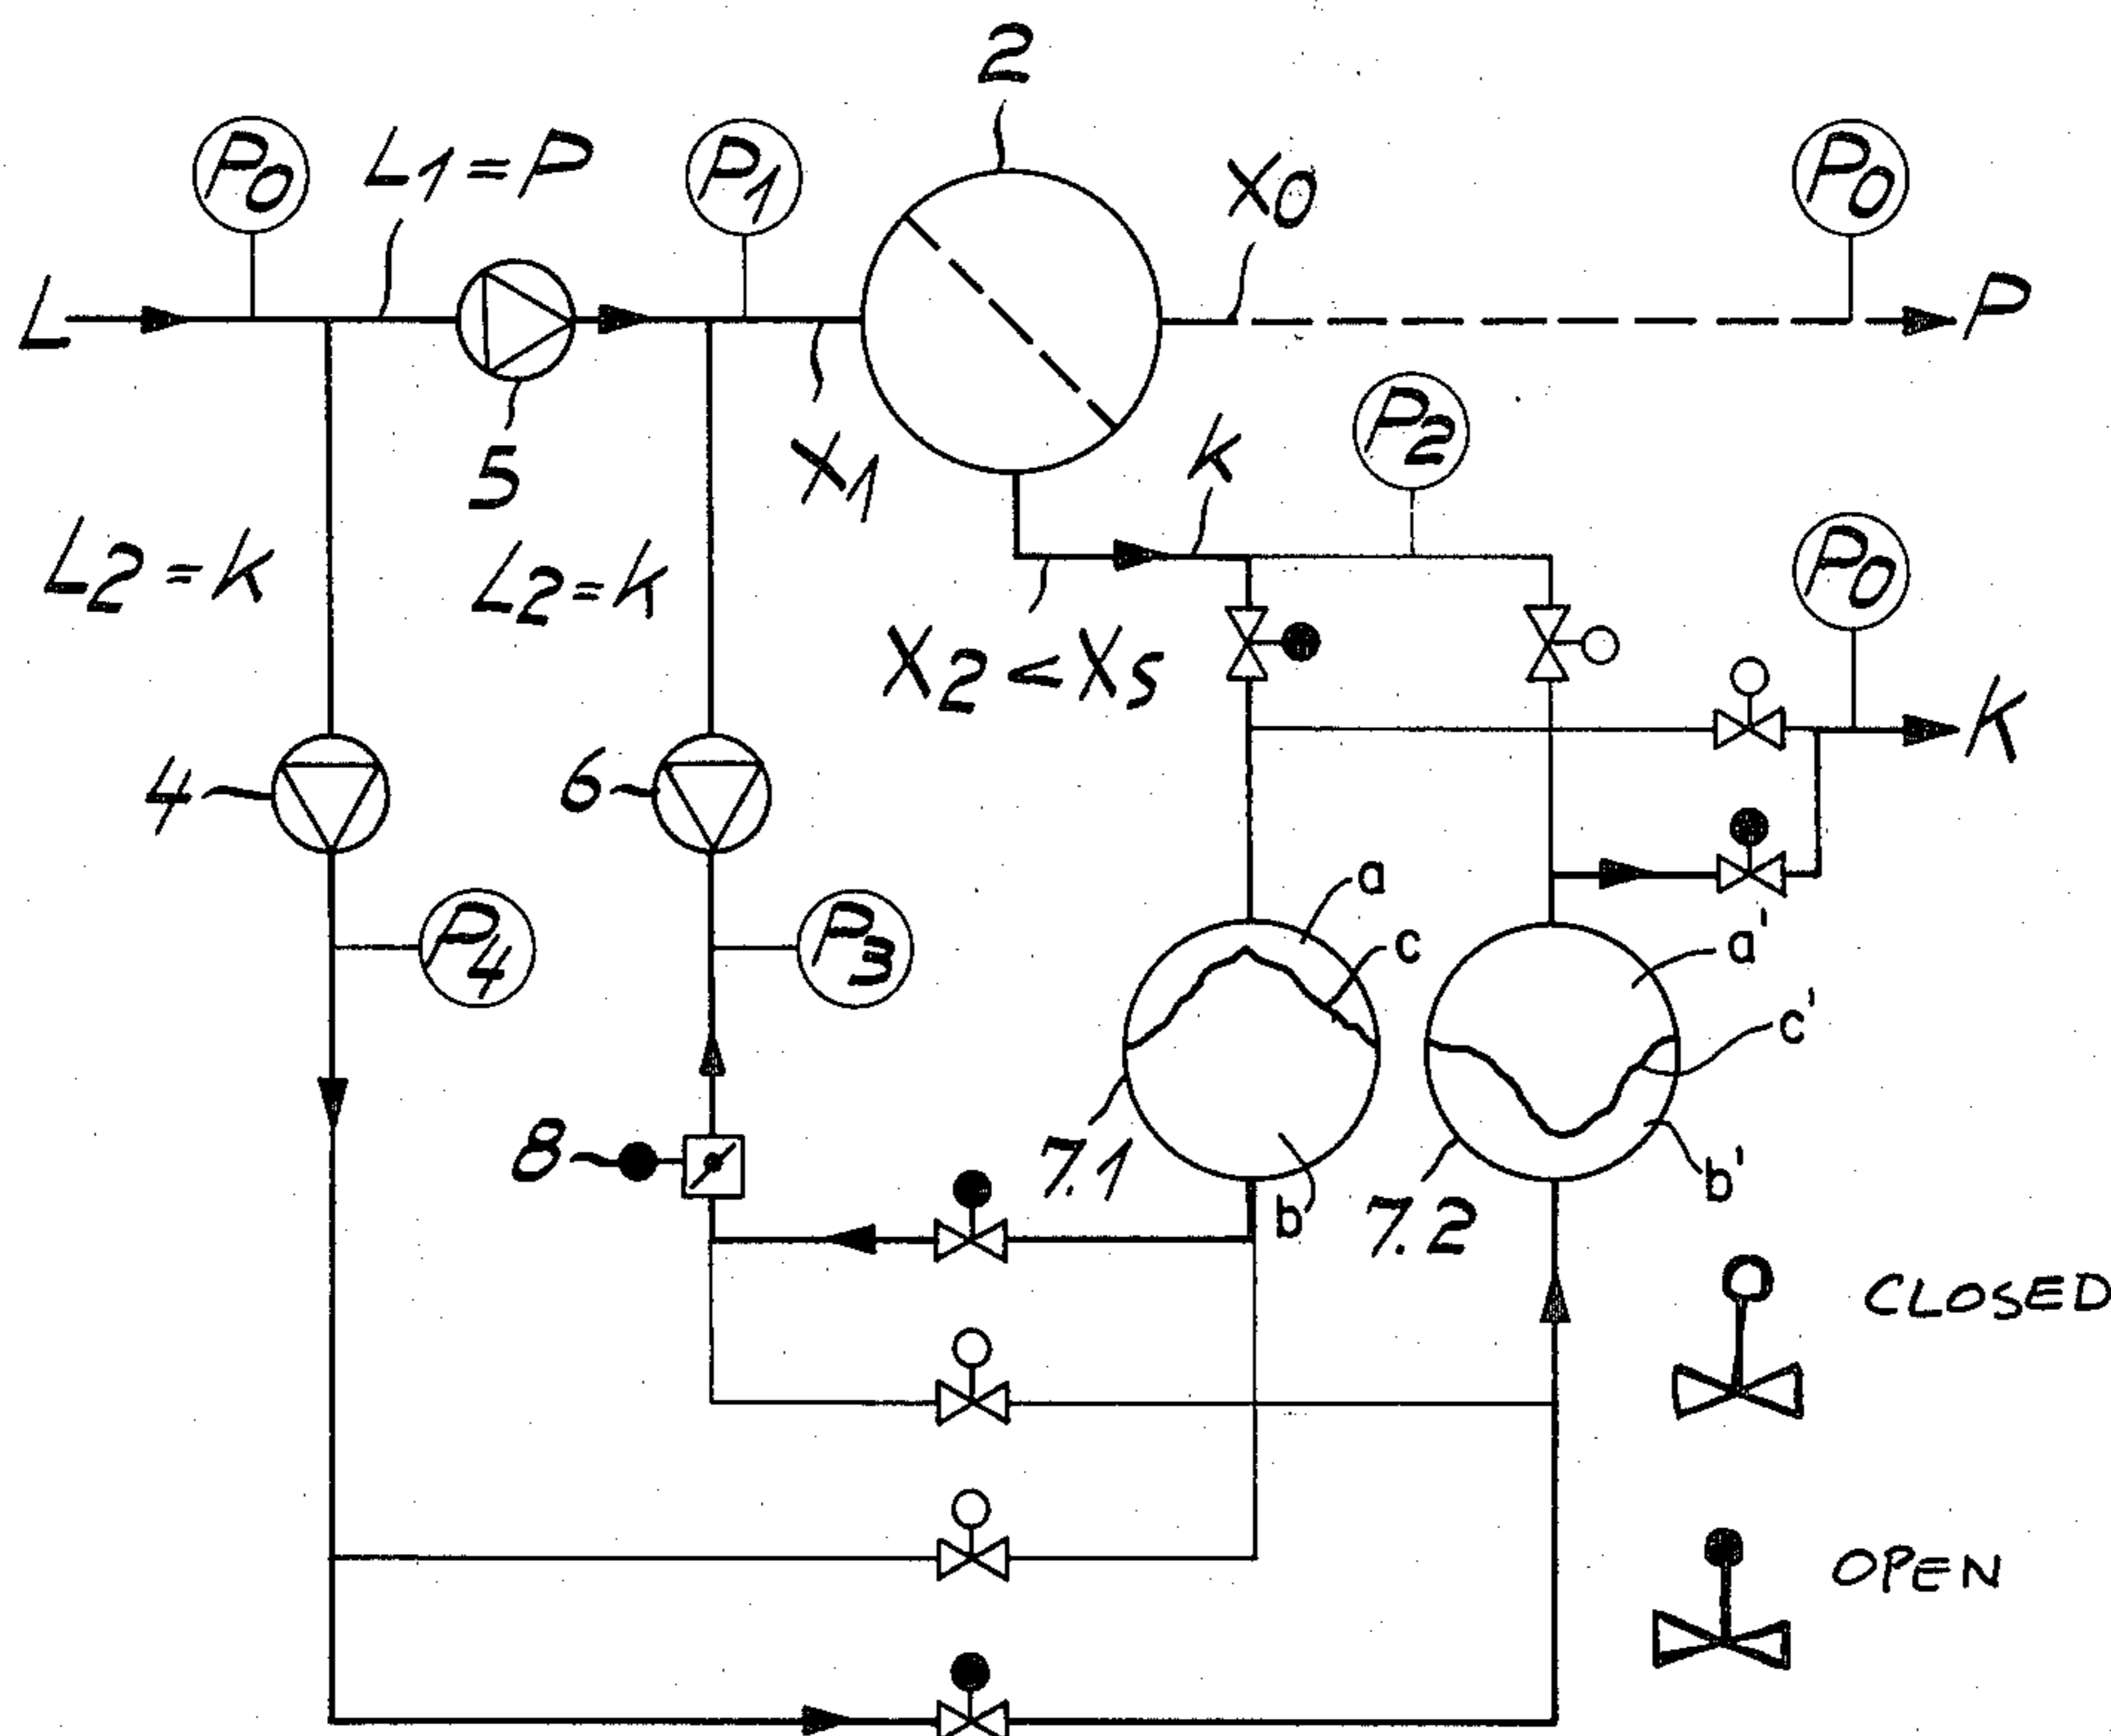 2
P0
L1=P
P1
X0
P0
L
P
5
X1
k
P2
L2=k
L2=k
P0
X2<XS
K
4
6
a
P4
P3
c
a'
c'
8
7.1
b
7.2
b'
CLOSED
OPEN